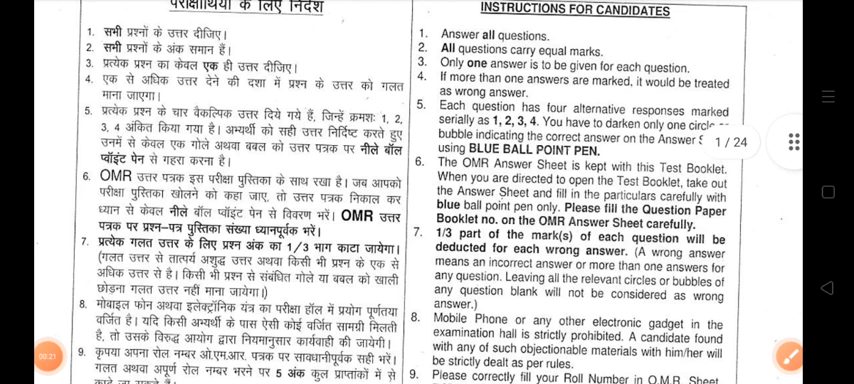 परीक्षार्थियों के लिए निर्देश
1. सभी प्रश्नों के उत्तर दीजिए।
2. सभी प्रश्नों के अंक समान हैं।
3. प्रत्येक प्रश्न का केवल एक ही उत्तर दीजिए।
4. एक से अधिक उत्तर देने की दशा में प्रश्न के उत्तर को गलत
माना जाएगा।
5. प्रत्येक प्रश्न के चार वैकल्पिक उत्तर दिये गये हैं, जिन्हें क्रमशः 1, 2,
3, 4 अंकित किया गया है। अभ्यर्थी को सही उत्तर निर्दिष्ट करते हुए
उनमें से केवल एक गोले अथवा बबल को उत्तर पत्रक पर नीले बॉल
प्वॉइंट पेन से गहरा करना है।
6. OMR उत्तर पत्रक इस परीक्षा पुस्तिका के साथ रखा है। जब आपको
परीक्षा पुस्तिका खोलने को कहा जाए, तो उत्तर पत्रक निकाल कर
ध्यान से केवल नीले बॉल प्वॉइंट पेन से विवरण भरें। OMR उत्तर
पत्रक पर प्रश्न-पत्र पुस्तिका संख्या ध्यानपूर्वक भरें।
7. प्रत्येक गलत उत्तर के लिए प्रश्न अंक का 1/3 भाग काटा जायेगा।
(गलत उत्तर से तात्पर्य अशुद्ध उत्तर अथवा किसी भी प्रश्न के एक से
अधिक उत्तर से है। किसी भी प्रश्न से संबंधित गोले या बबल को खाली
छोड़ना गलत उत्तर नहीं माना जायेगा।)
8. मोबाइल फोन अथवा इलेक्ट्रॉनिक यंत्र का परीक्षा हॉल में प्रयोग पूर्णतया
वर्जित है। यदि किसी अभ्यर्थी के पास ऐसी कोई वर्जित सामग्री मिलती
है, तो उसके विरुद्ध आयोग द्वारा नियमानुसार कार्यवाही की जायेगी।
9. कृपया अपना रोल नम्बर ओ.एम.आर. पत्रक पर सावधानीपूर्वक सही भरें।
गलत अथवा अपूर्ण रोल नम्बर भरने पर 5 अंक कुल प्राप्तांकों में से
INSTRUCTIONS FOR CANDIDATES
1. Answer all questions.
2. All questions carry equal marks.
3. Only one answer is to be given for each question.
4. If more than one answers are marked, it would be treated
as wrong answer.
5. Each question has four alternative responses marked
serially as 1, 2, 3, 4. You have to darken only one circle
bubble indicating the correct answer on the Answer
using BLUE BALL POINT PEN.
6. The OMR Answer Sheet is kept with this Test Booklet.
When you are directed to open the Test Booklet, take out
the Answer Sheet and fill in the particulars carefully with
blue ball point pen only. Please fill the Question Paper
Booklet no. on the OMR Answer Sheet carefully.
7. 1/3 part of the mark(s) of each question will be
deducted for each wrong answer. (A wrong answer
means an incorrect answer or more than one answers for
any question. Leaving all the relevant circles or bubbles of
any question blank will not be considered as wrong
answer.)
8. Mobile Phone or any other electronic gadget in the
examination hall is strictly prohibited. A candidate found
with any of such objectionable materials with him/her will
be strictly dealt as per rules.
9. Please correctly fill your Roll Number in O.M.R. Sheet.
1 / 24
00:21